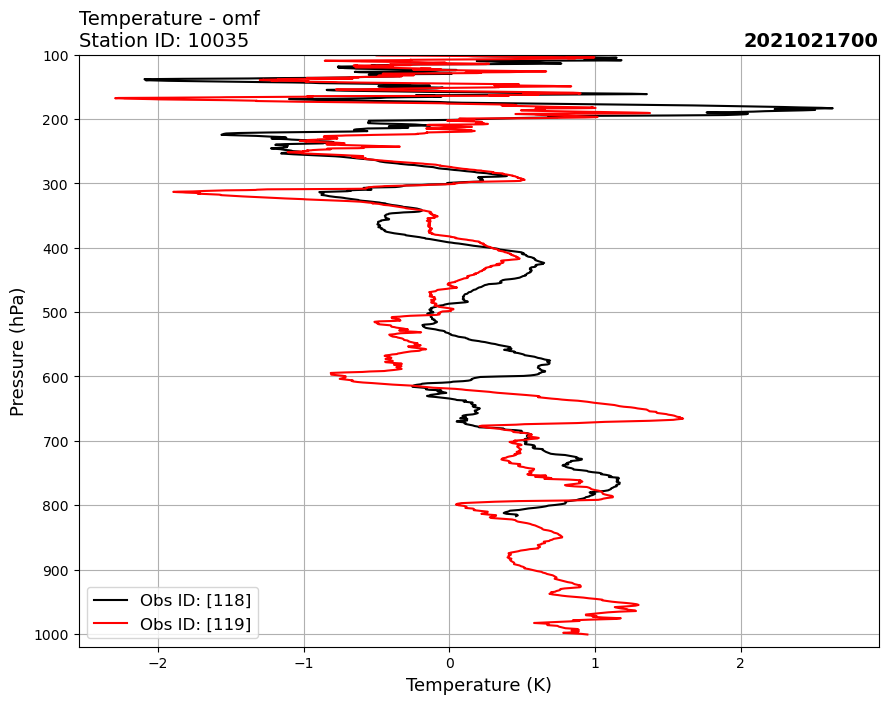 Temperature - omf
Station ID: 10035
2021021700
100
200
300
400
500
600
700
800
900
1000
Pressure (hPa)
Obs ID: [118]
Obs ID: [119]
−2
−1
0
1
2
Temperature (K)